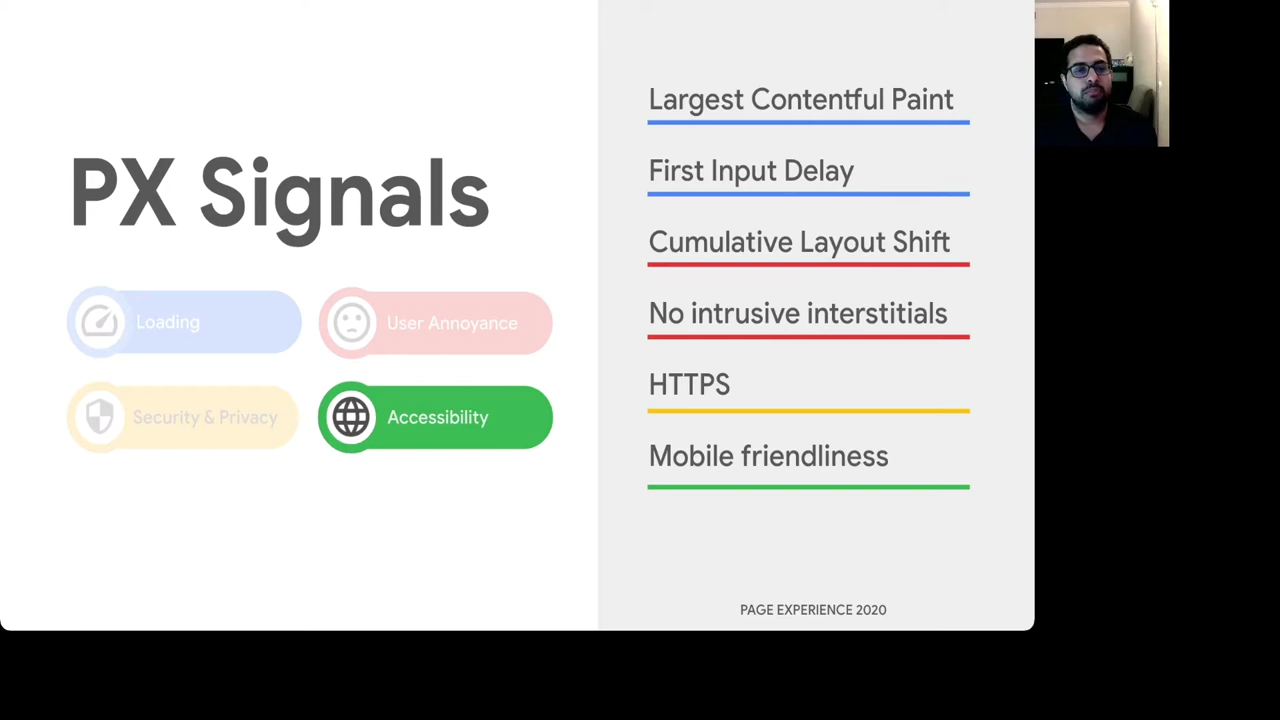 PX Signals
Loading
User Annoyance
Security & Privacy
Accessibility
Largest Contentful Paint
First Input Delay
Cumulative Layout Shift
No intrusive interstitials
HTTPS
Mobile friendliness
PAGE EXPERIENCE 2020